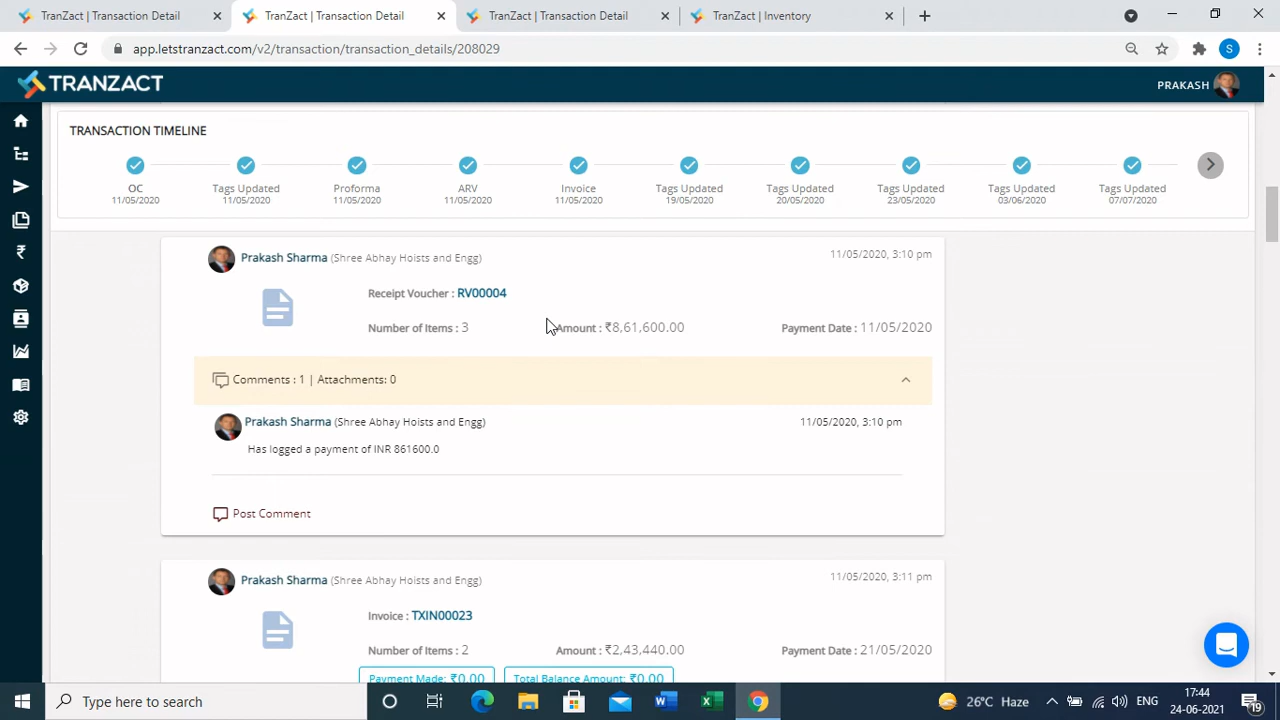 TranZact | Transaction Detail
TranZact | Transaction Detail
TranZact | Transaction Detail
TranZact | Inventory
app.letstranzact.com/v2/transaction/transaction_details/208029
S
TRANZACT
PRAKASH
TRANSACTION TIMELINE
OC
11/05/2020
Tags Updated
11/05/2020
Proforma
11/05/2020
ARV
11/05/2020
Invoice
11/05/2020
Tags Updated
19/05/2020
Tags Updated
20/05/2020
Tags Updated
23/05/2020
Tags Updated
03/06/2020
Tags Updated
07/07/2020
Prakash Sharma (Shree Abhay Hoists and Engg)
11/05/2020, 3:10 pm
Receipt Voucher : RV00004
Number of Items : 3
Amount : ₹8,61,600.00
Payment Date : 11/05/2020
Comments : 1 | Attachments: 0
Prakash Sharma (Shree Abhay Hoists and Engg)
11/05/2020, 3:10 pm
Has logged a payment of INR 861600.0
Post Comment
Prakash Sharma (Shree Abhay Hoists and Engg)
11/05/2020, 3:11 pm
Invoice : TXIN00023
Number of Items : 2
Amount : ₹2,43,440.00
Payment Date : 21/05/2020
Payment Made: ₹0.00
Total Balance Amount: ₹0.00
Type here to search
26°C Haze
ENG
17:44
24-06-2021
19